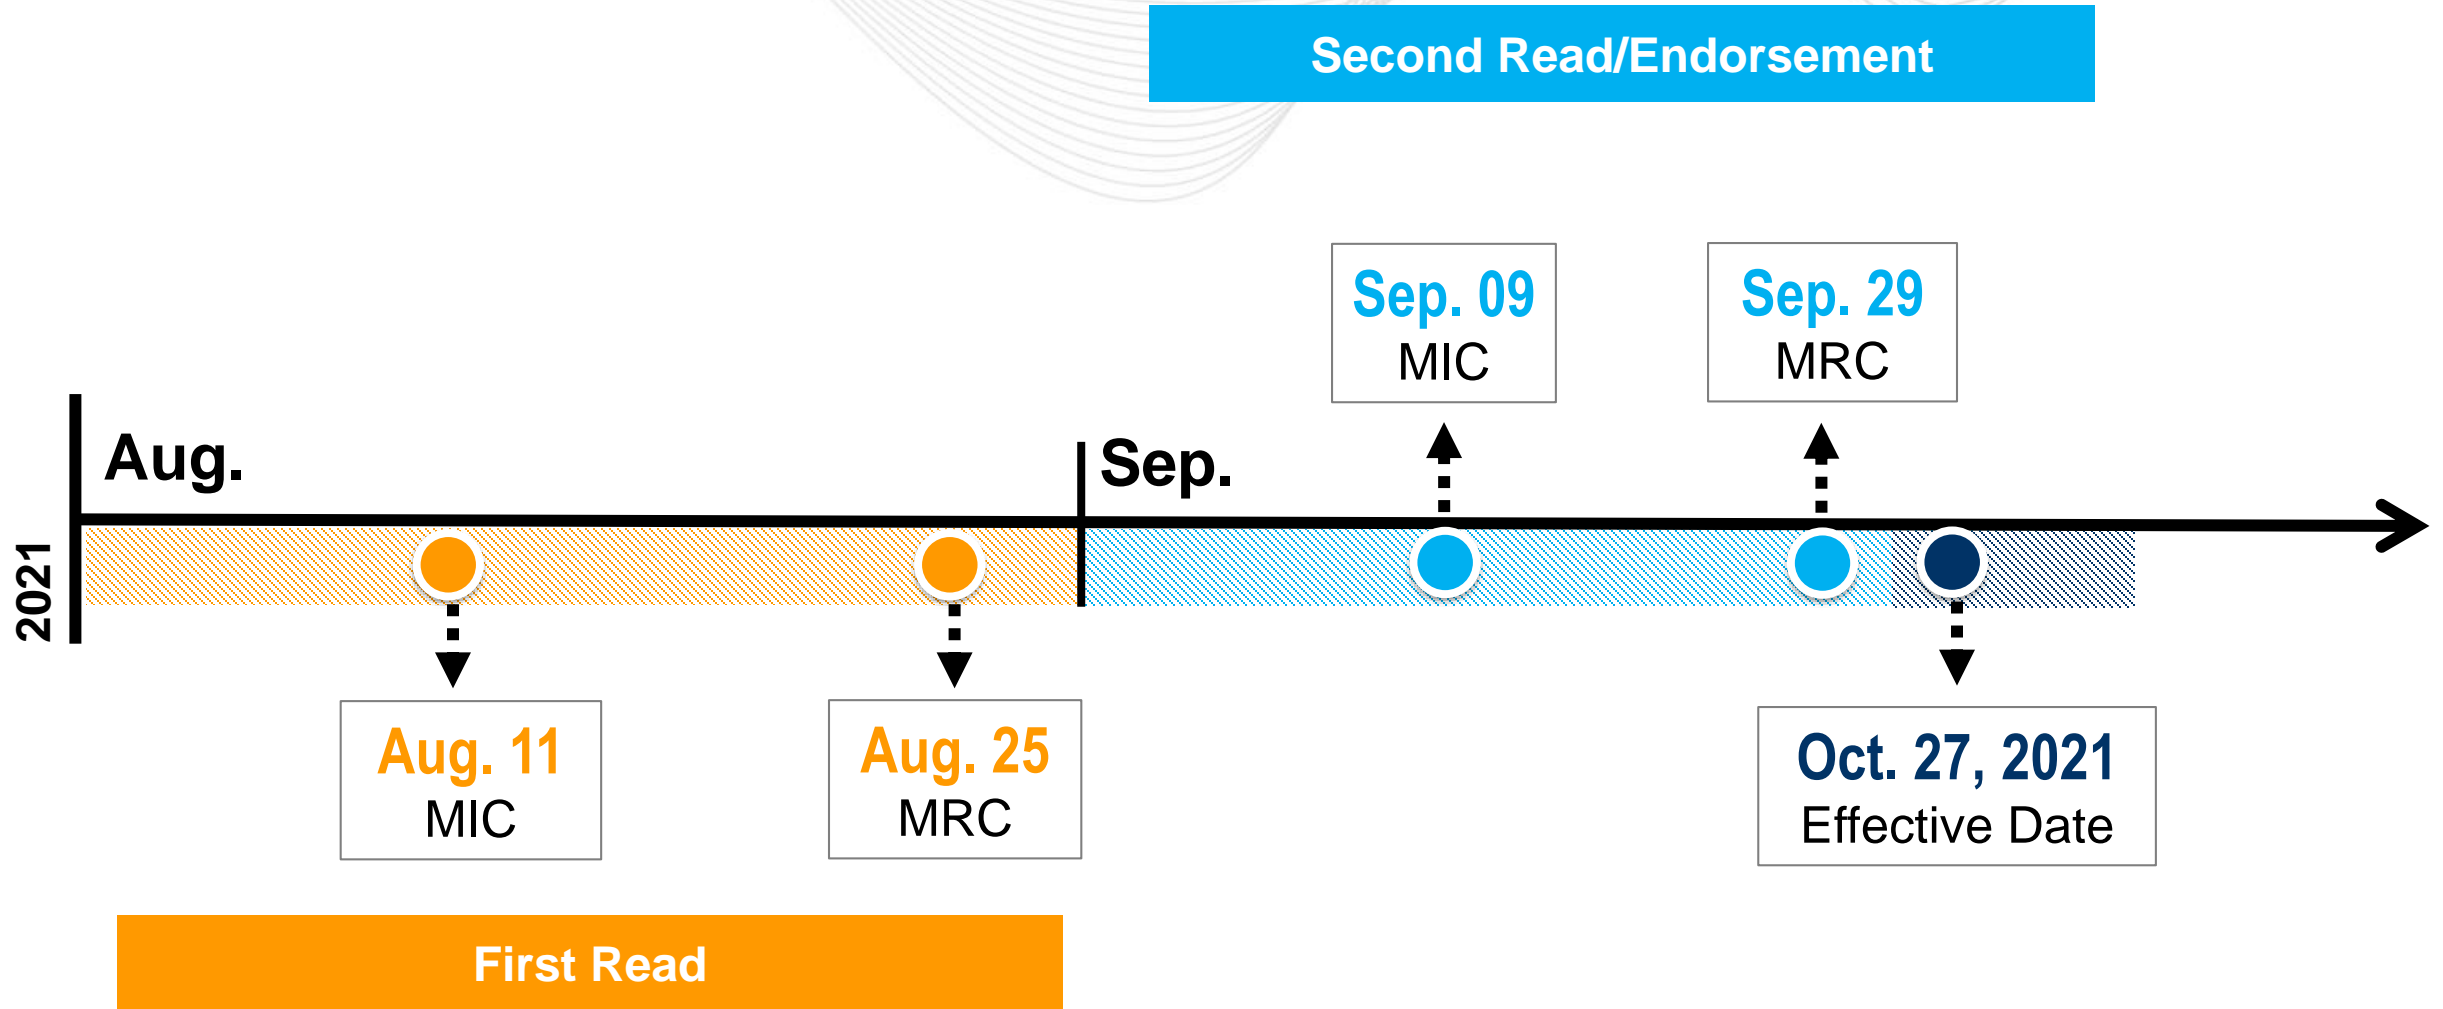 Second Read/Endorsement
Sep. 09
MIC
Sep. 29
MRC
Aug.
Sep.
2021
Aug. 11
MIC
Aug. 25
MRC
Oct. 27, 2021
Effective Date
First Read